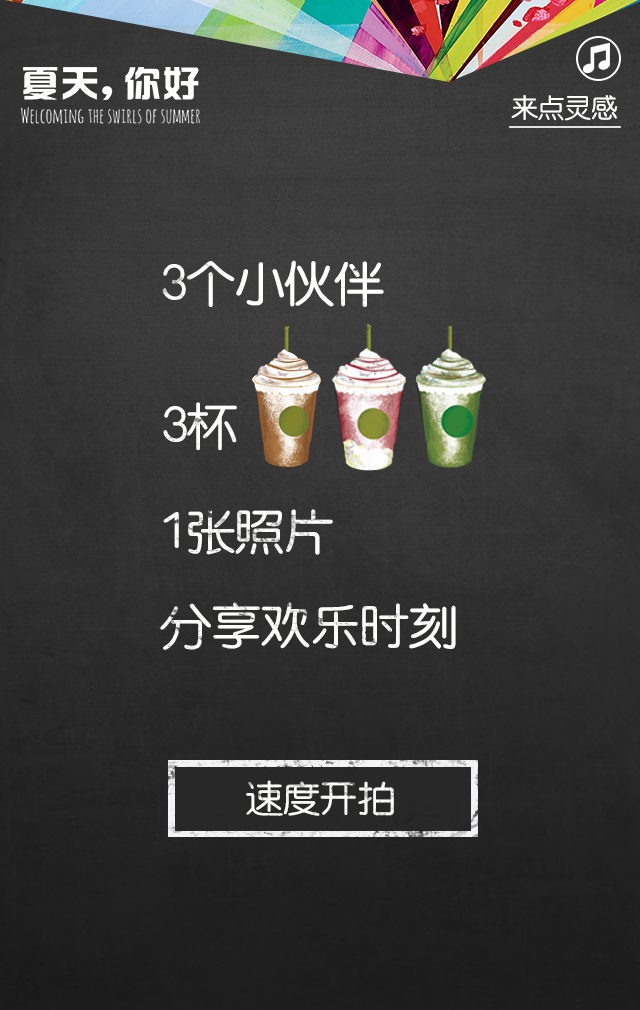 夏天，你好
WELCOMING THE SWIRLS OF SUMMER
来点灵感
3个小伙伴
3杯
1张照片
分享欢乐时刻
速度开拍